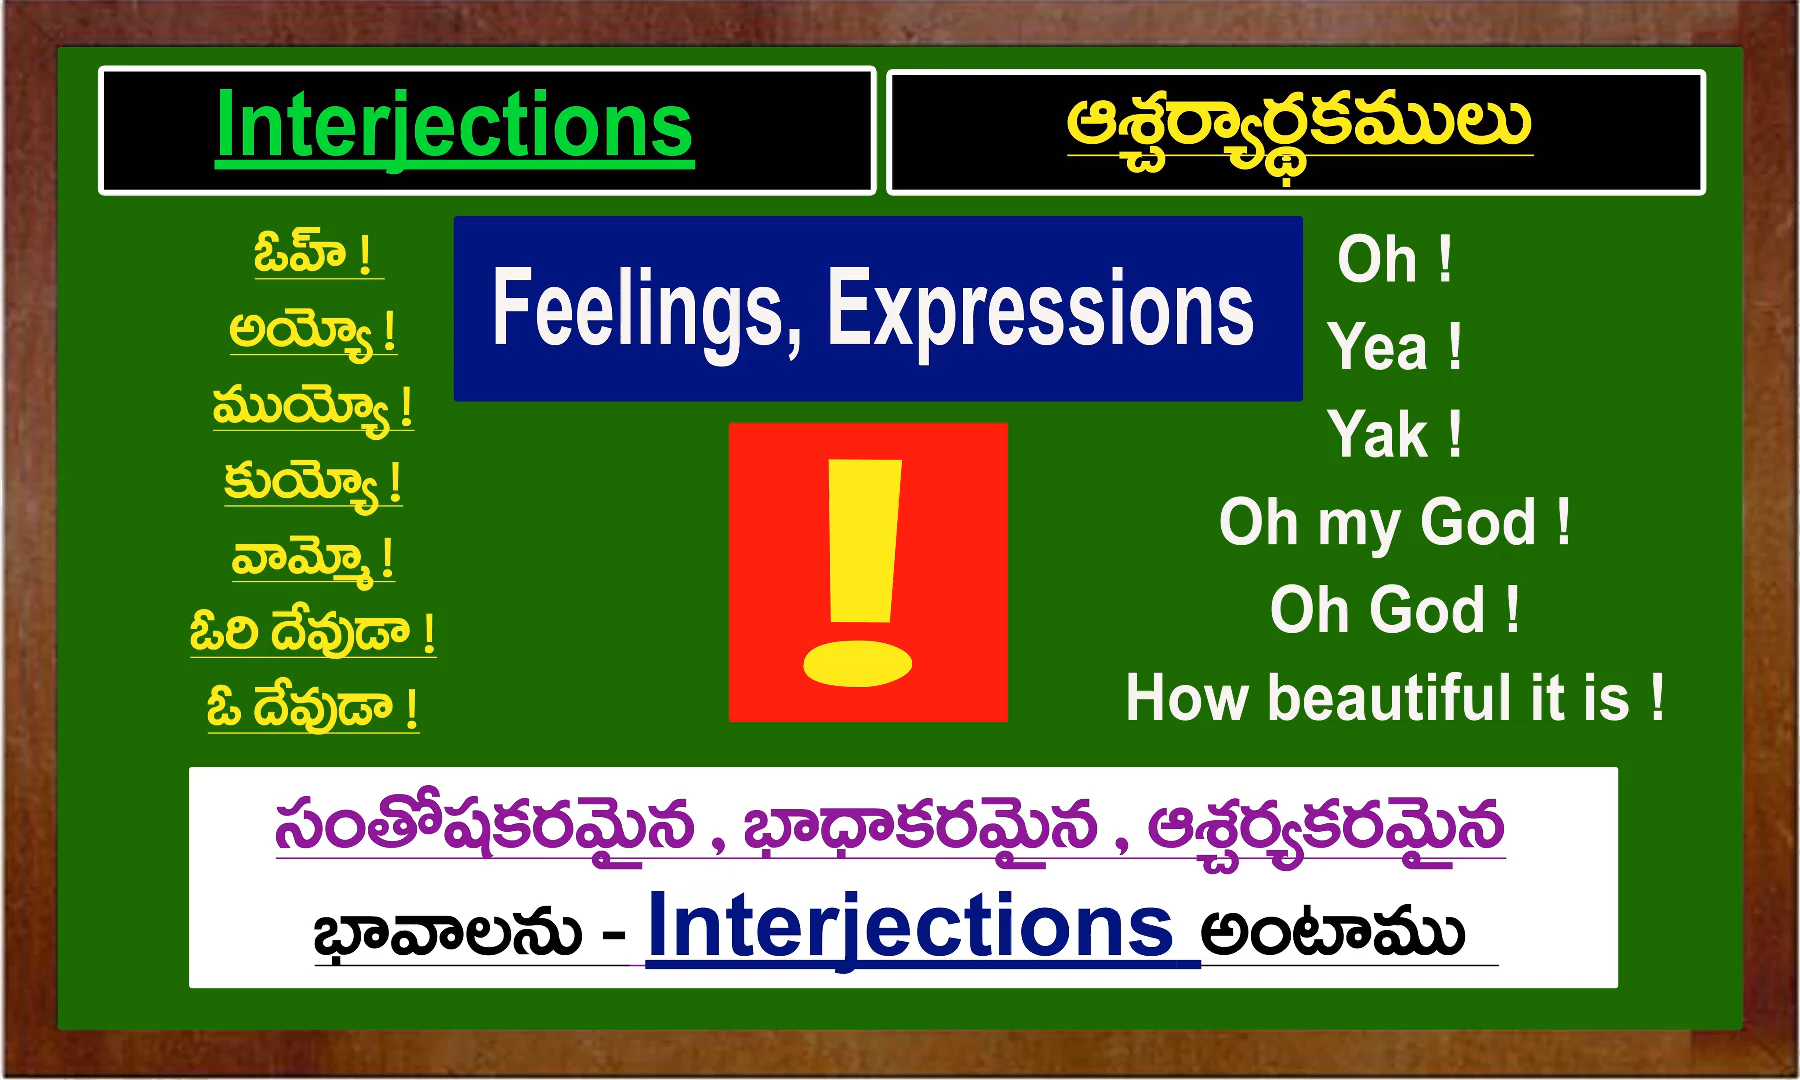 Interjections
ఆశ్చర్యార్థకములు
ఓహ్ !
అయ్యో !
ముయ్యో !
కుయ్యో !
వామ్మో !
ఓరి దేవుడా !
ఓ దేవుడా !
Feelings, Expressions
!
Oh !
Yea !
Yak !
Oh my God !
Oh God !
How beautiful it is !
సంతోషకరమైన , భాధాకరమైన , ఆశ్చర్యకరమైన
భావాలను - Interjections అంటాము